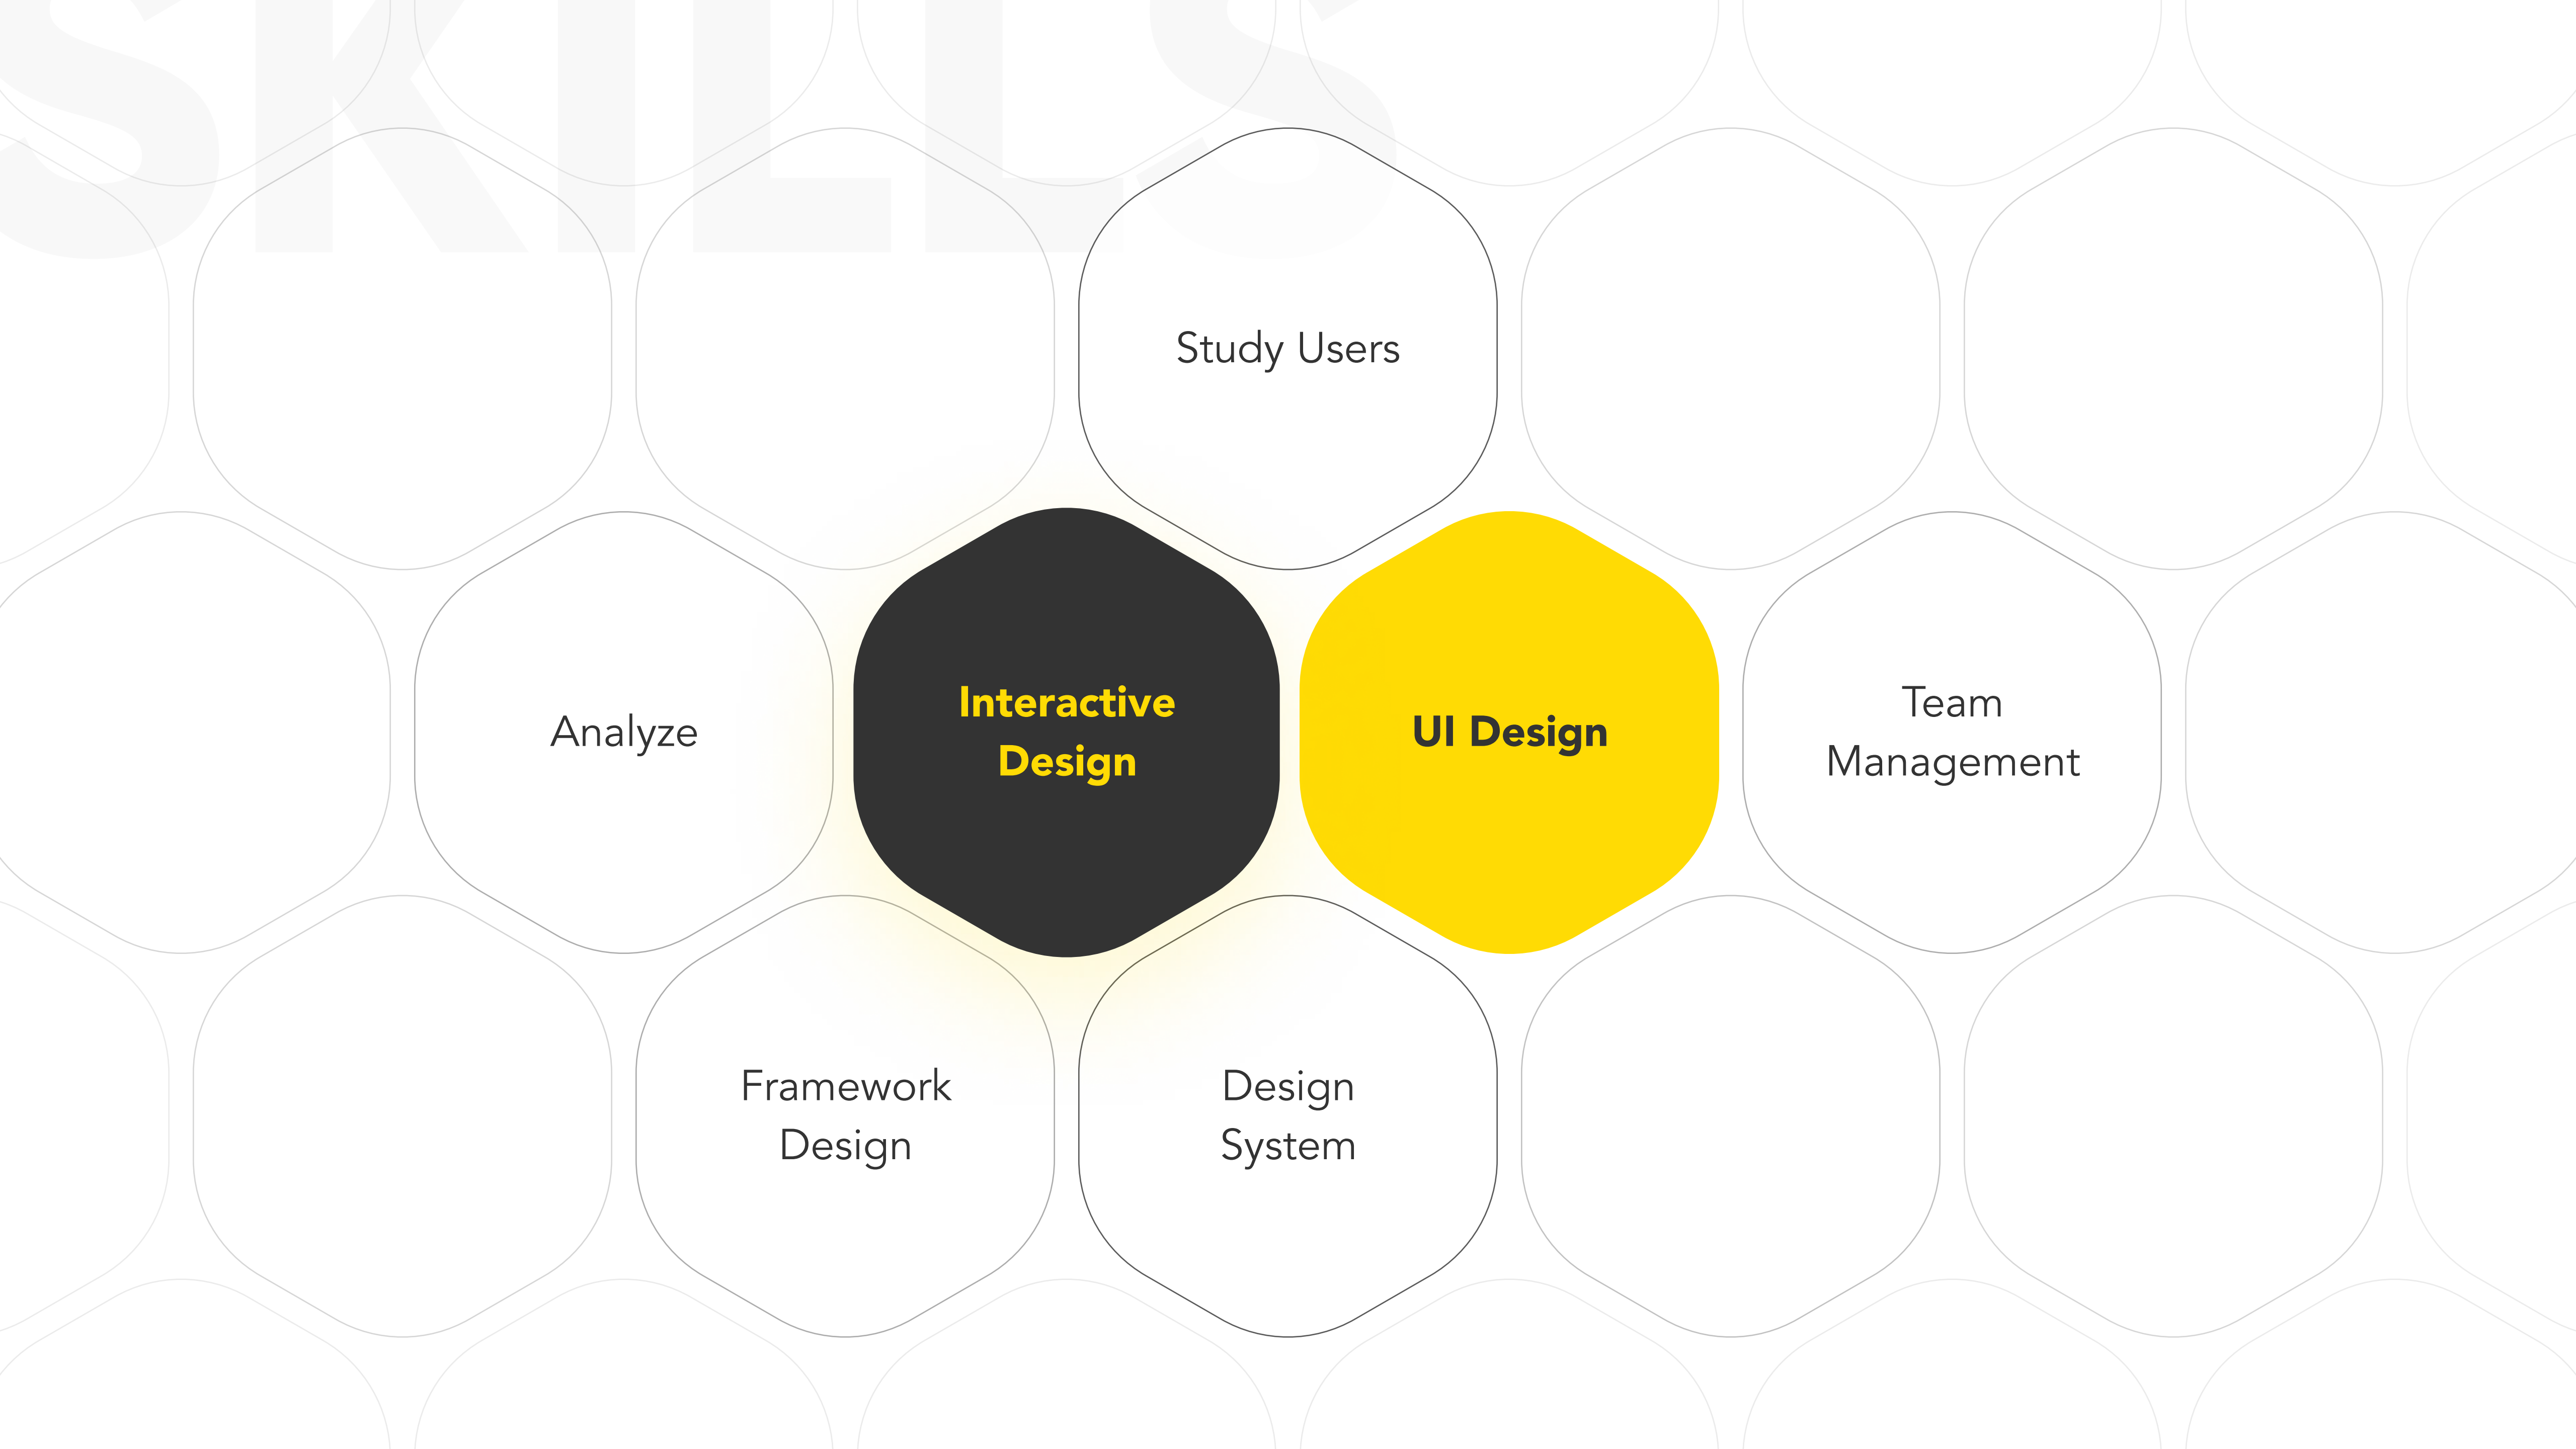 SKILLS
Study Users
Analyze
Interactive
Design
UI Design
Team
Management
Framework
Design
Design
System